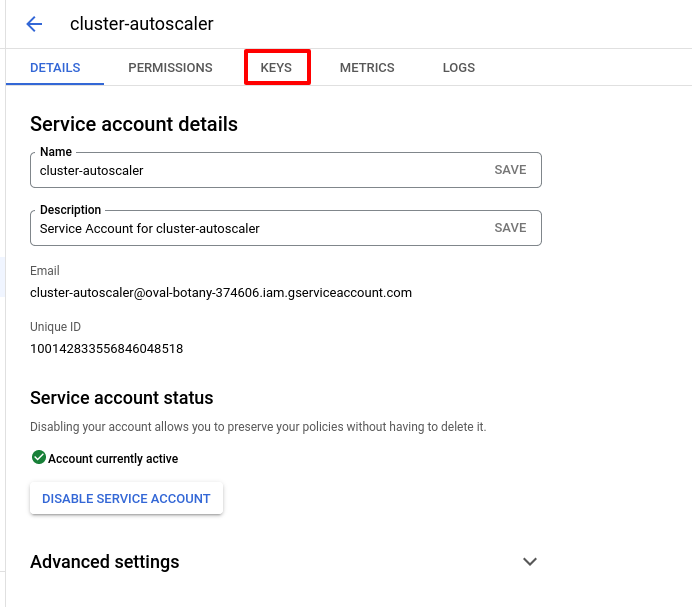 cluster-autoscaler
DETAILS PERMISSIONS KEYS METRICS LOGS
Service account details
Name
cluster-autoscaler SAVE
Description
Service Account for cluster-autoscaler SAVE
Email
cluster-autoscaler@oval-botany-374606.iam.gserviceaccount.com
Unique ID
100142833556846048518
Service account status
Disabling your account allows you to preserve your policies without having to delete it.
Account currently active
DISABLE SERVICE ACCOUNT
Advanced settings